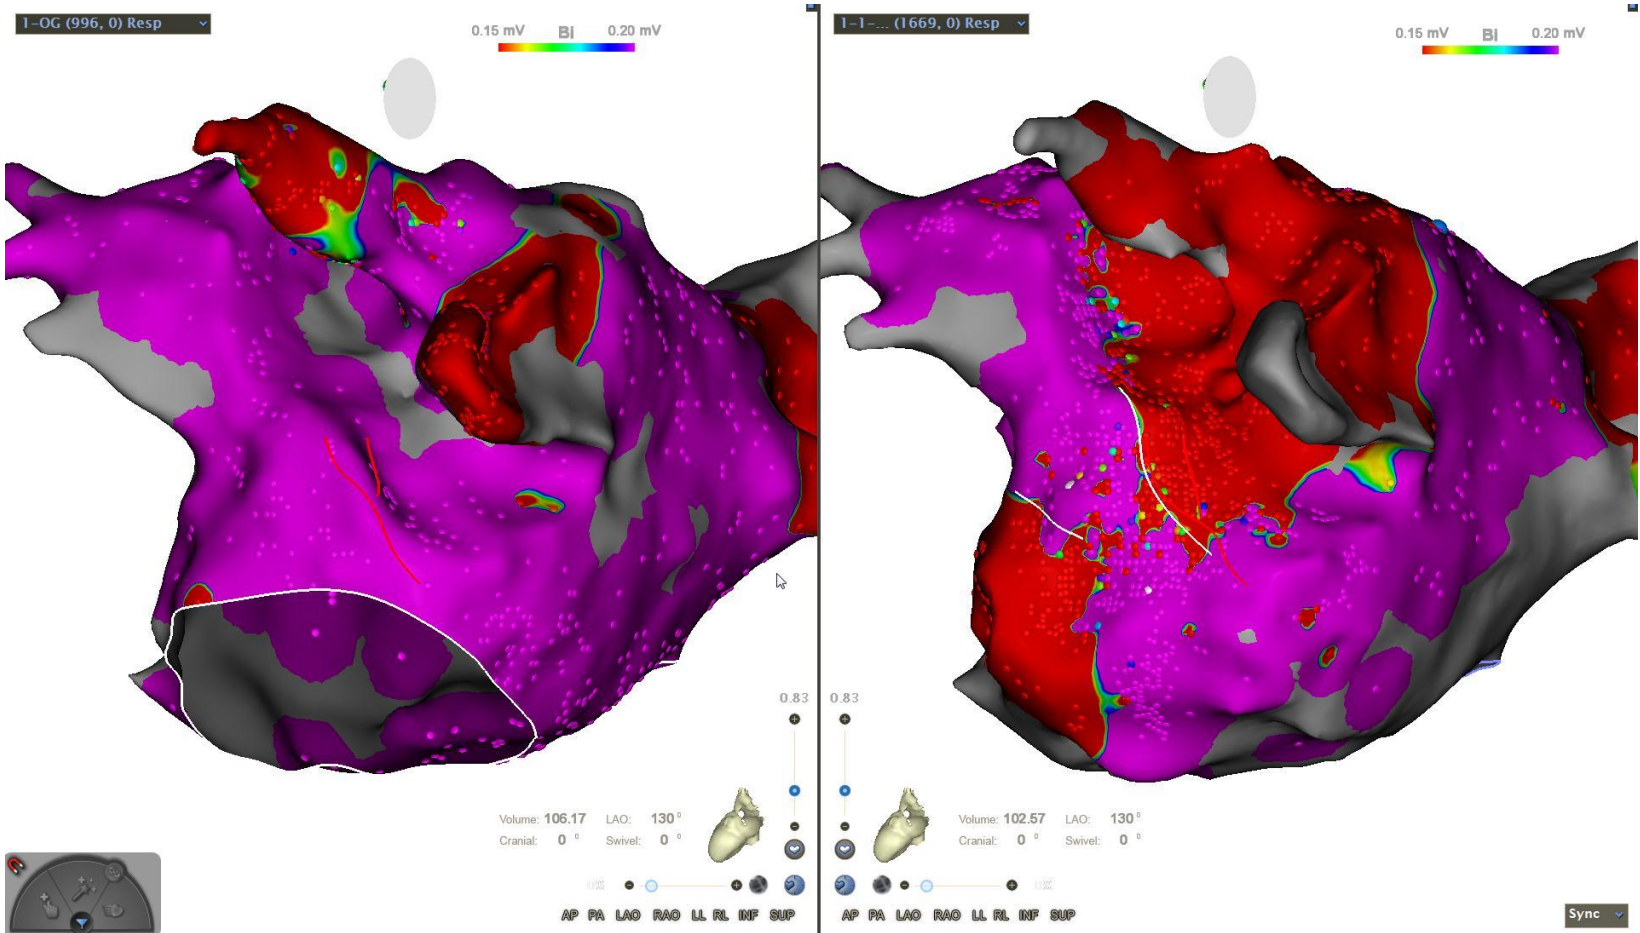 1-OG (996, 0) Resp
0.15 mV BI 0.20 mV
1-1-... (1669, 0) Resp
0.15 mV BI 0.20 mV
0.83
0.83
Volume: 106.17 LAO: 130 °
Cranial: 0 ° Swivel: 0 °
Volume: 102.57 LAO: 130 °
Cranial: 0 ° Swivel: 0 °
AP PA LAO RAO LL RL INF SUP
AP PA LAO RAO LL RL INF SUP
Sync